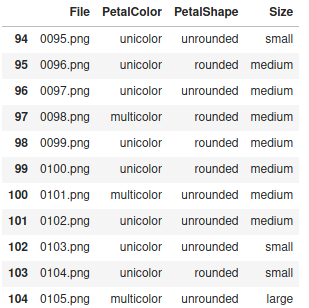 File PetalColor PetalShape Size
94 0095.png unicolor unrounded small
95 0096.png unicolor rounded medium
96 0097.png unicolor unrounded medium
97 0098.png multicolor rounded medium
98 0099.png unicolor rounded medium
99 0100.png unicolor rounded medium
100 0101.png multicolor unrounded medium
101 0102.png unicolor unrounded medium
102 0103.png unicolor unrounded small
103 0104.png unicolor rounded small
104 0105.png multicolor unrounded large